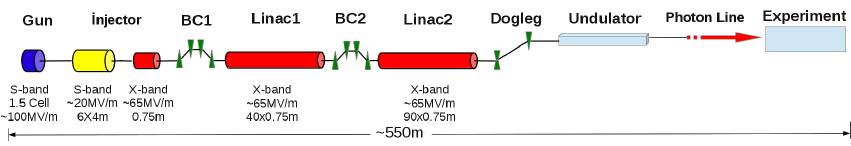 Gun
Injector
BC1
Linac1
BC2
Linac2
Dogleg
Undulator
Photon Line
Experiment
S-band
1.5 Cell
~100MV/m
S-band
~20MV/m
6X4m
X-band
~65MV/m
0.75m
X-band
~65MV/m
40x0.75m
X-band
~65MV/m
90x0.75m
~550m